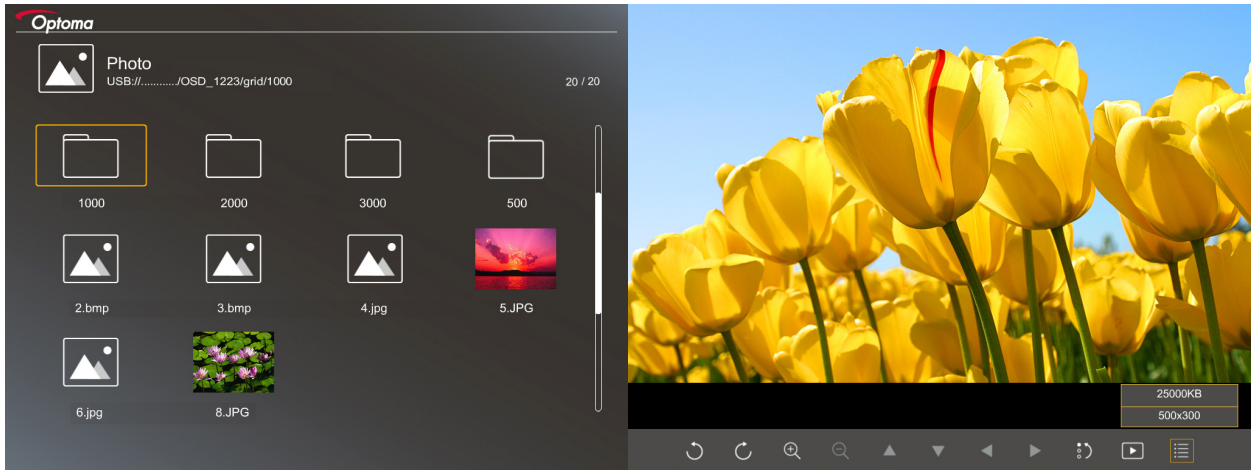 Optoma
Photo
USB://.........../OSD_1223/grid/1000
20 / 20
1000
2000
3000
500
2.bmp
3.bmp
4.jpg
5.JPG
6.jpg
8.JPG
25000KB
500x300